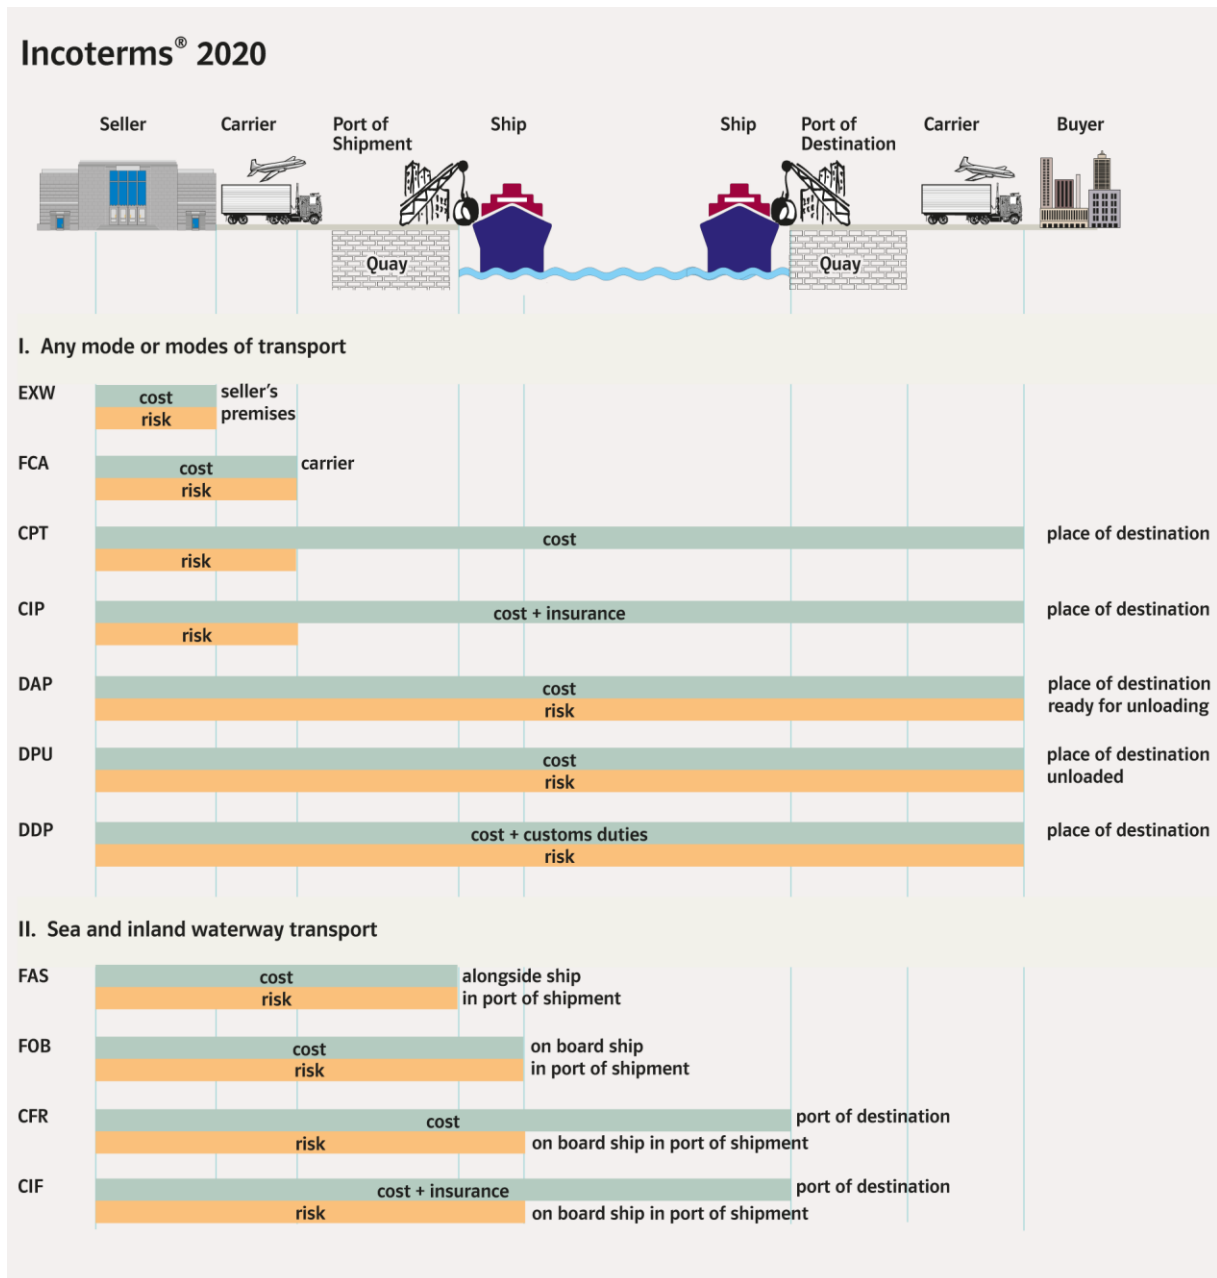 Incoterms® 2020
Seller
Carrier
Port of
Shipment
Ship
Ship
Port of
Destination
Carrier
Buyer
Quay
Quay
I. Any mode or modes of transport
EXW
cost
risk
seller’s
premises
FCA
cost
risk
carrier
CPT
cost
risk
place of destination
CIP
cost + insurance
risk
place of destination
DAP
cost
risk
place of destination
ready for unloading
DPU
cost
risk
place of destination
unloaded
DDP
cost + customs duties
risk
place of destination
II. Sea and inland waterway transport
FAS
cost
risk
alongside ship
in port of shipment
FOB
cost
risk
on board ship
in port of shipment
CFR
cost
port of destination
risk
on board ship in port of shipment
CIF
cost + insurance
port of destination
risk
on board ship in port of shipment